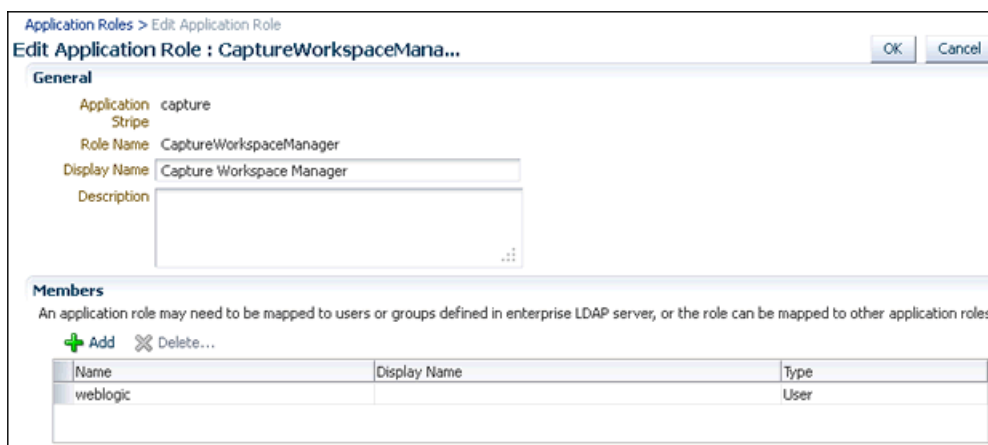 Application Roles > Edit Application Role
Edit Application Role : CaptureWorkspaceMana...
OK Cancel
General
Application Stripe capture
Role Name CaptureWorkspaceManager
Display Name Capture Workspace Manager
Description
Members
An application role may need to be mapped to users or groups defined in enterprise LDAP server, or the role can be mapped to other application roles
Add Delete...
Name Display Name Type
weblogic User